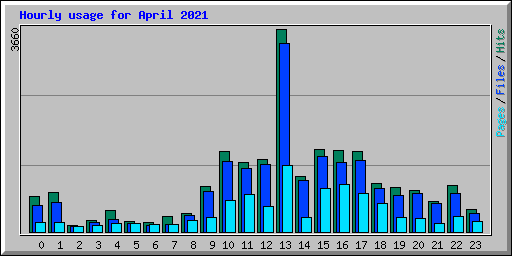 Hourly usage for April 2021
3660
Pages / Files / Hits
0 1 2 3 4 5 6 7 8 9 10 11 12 13 14 15 16 17 18 19 20 21 22 23